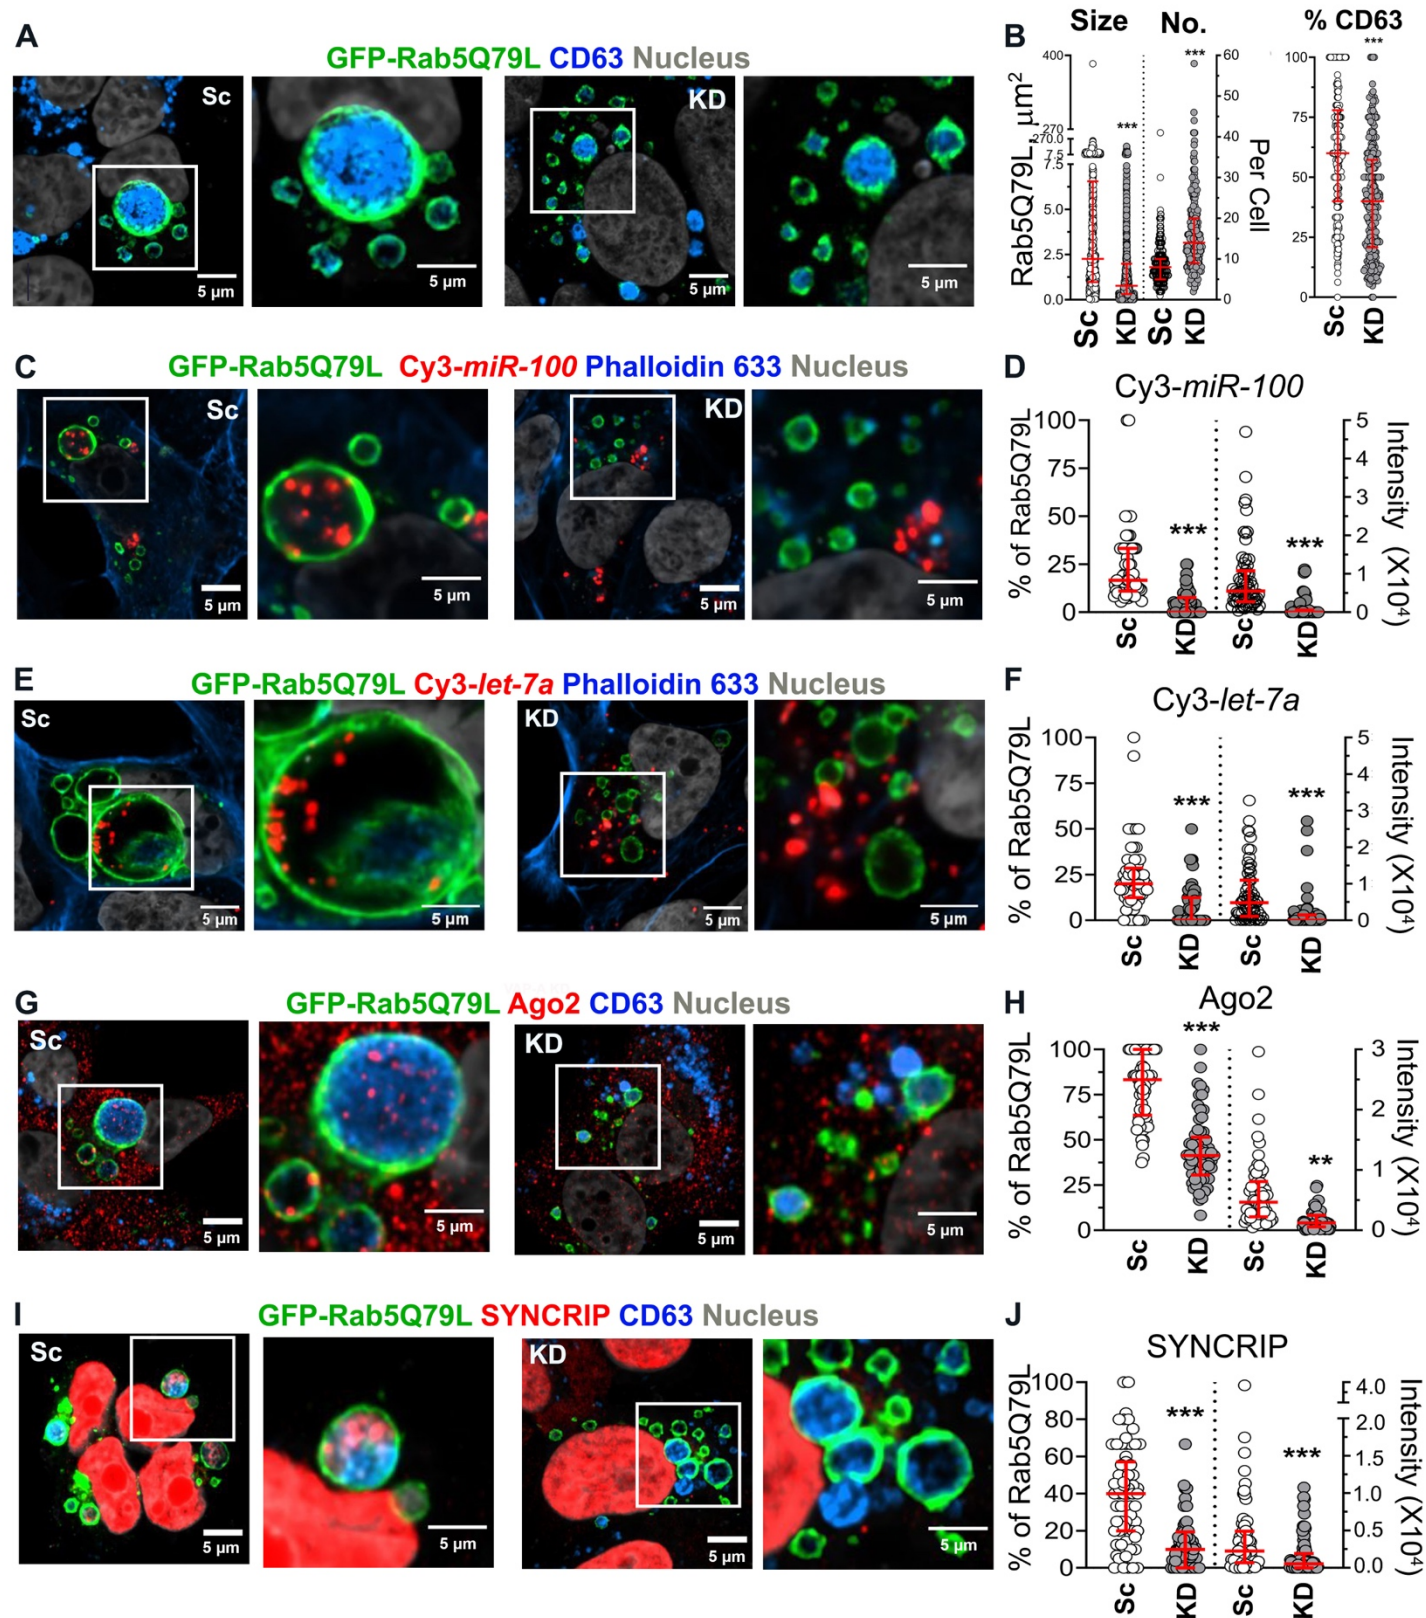 A
GFP-Rab5Q79L CD63 Nucleus
Sc
5 µm
5 µm
KD
5 µm
5 µm
B
Size
No.
% CD63
Rab5Q79L, µm²
400
270
270.0
7.5
7.5
5.0
2.5
0.0
***
***
60
50
40
30
20
10
0
Per Cell
Sc
KD
Sc
KD
***
100
75
50
25
0
Sc
KD
C
GFP-Rab5Q79L Cy3-miR-100 Phalloidin 633 Nucleus
Sc
5 µm
5 µm
KD
5 µm
5 µm
D
Cy3-miR-100
% of Rab5Q79L
100
75
50
25
0
***
***
5
4
3
2
1
0
Intensity (X10⁴)
Sc
KD
Sc
KD
E
GFP-Rab5Q79L Cy3-let-7a Phalloidin 633 Nucleus
Sc
5 µm
5 µm
KD
5 µm
5 µm
F
Cy3-let-7a
% of Rab5Q79L
100
75
50
25
0
***
***
5
4
3
2
1
0
Intensity (X10⁴)
Sc
KD
Sc
KD
G
GFP-Rab5Q79L Ago2 CD63 Nucleus
Sc
5 µm
5 µm
KD
5 µm
5 µm
H
Ago2
% of Rab5Q79L
100
75
50
25
0
***
**
3
2
1
0
Intensity (X10⁴)
Sc
KD
Sc
KD
I
GFP-Rab5Q79L SYNCRIP CD63 Nucleus
Sc
5 µm
5 µm
KD
5 µm
5 µm
J
SYNCRIP
% of Rab5Q79L
100
80
60
40
20
0
***
***
4.0
2.0
1.5
1.0
0.5
0.0
Intensity (X10⁴)
Sc
KD
Sc
KD